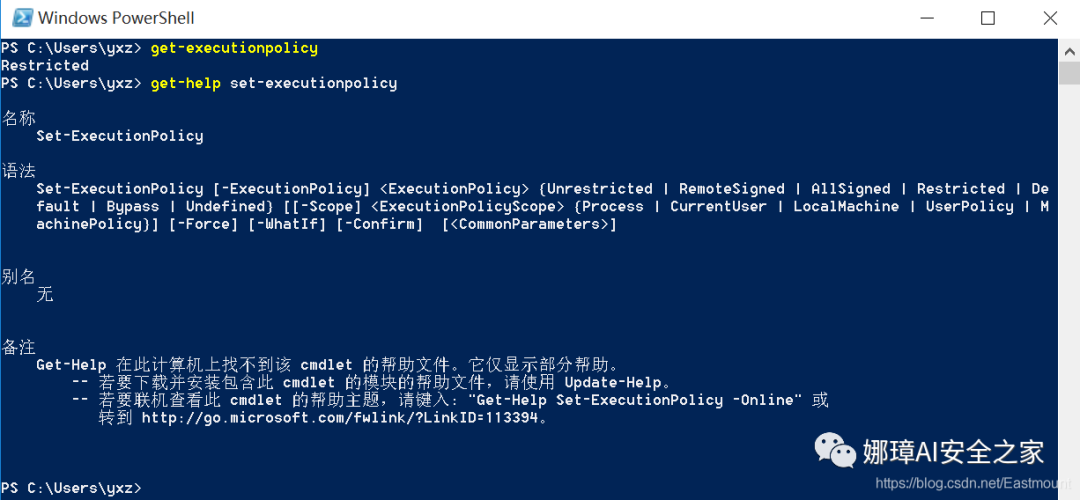 Windows PowerShell
PS C:\Users\yxz> get-executionpolicy
Restricted
PS C:\Users\yxz> get-help set-executionpolicy
名称
Set-ExecutionPolicy
语法
Set-ExecutionPolicy [-ExecutionPolicy] <ExecutionPolicy> {Unrestricted | RemoteSigned | AllSigned | Restricted | De
fault | Bypass | Undefined} [[-Scope] <ExecutionPolicyScope> {Process | CurrentUser | LocalMachine | UserPolicy | M
achinePolicy}] [-Force] [-WhatIf] [-Confirm]  [<CommonParameters>]
别名
无
备注
Get-Help 在此计算机上找不到该 cmdlet 的帮助文件。它仅显示部分帮助。
-- 若要下载并安装包含此 cmdlet 的模块的帮助文件，请使用 Update-Help。
-- 若要联机查看此 cmdlet 的帮助主题，请键入: "Get-Help Set-ExecutionPolicy -Online" 或
转到 http://go.microsoft.com/fwlink/?LinkID=113394。
娜璋AI安全之家
https://blog.csdn.net/Eastmount
PS C:\Users\yxz>